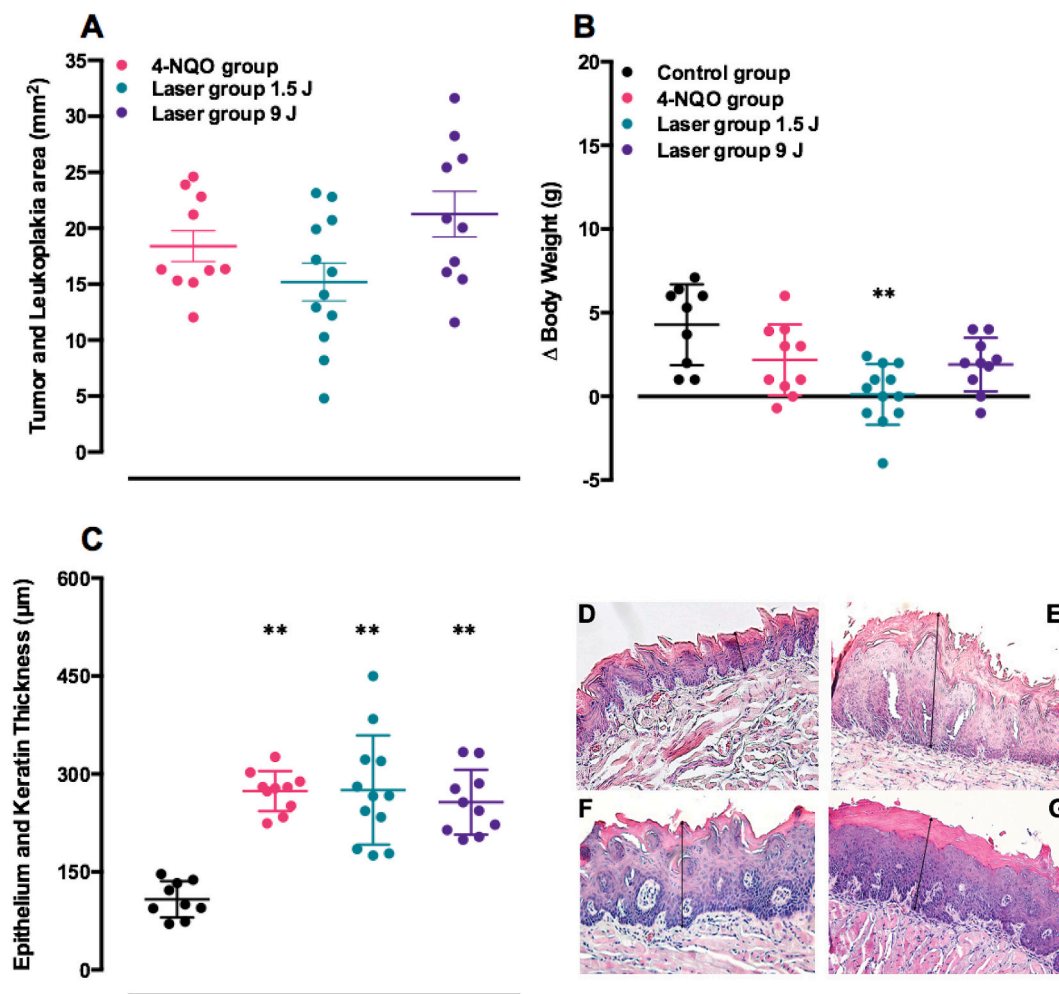 A
Tumor and Leukoplakia area (mm²)
35
30
25
20
15
10
5
0
4-NQO group
Laser group 1.5 J
Laser group 9 J
B
Δ Body Weight (g)
20
15
10
5
0
-5
Control group
4-NQO group
Laser group 1.5 J
Laser group 9 J
**
C
Epithelium and Keratin Thickness (μm)
600
450
300
150
0
**
**
**
D
E
F
G